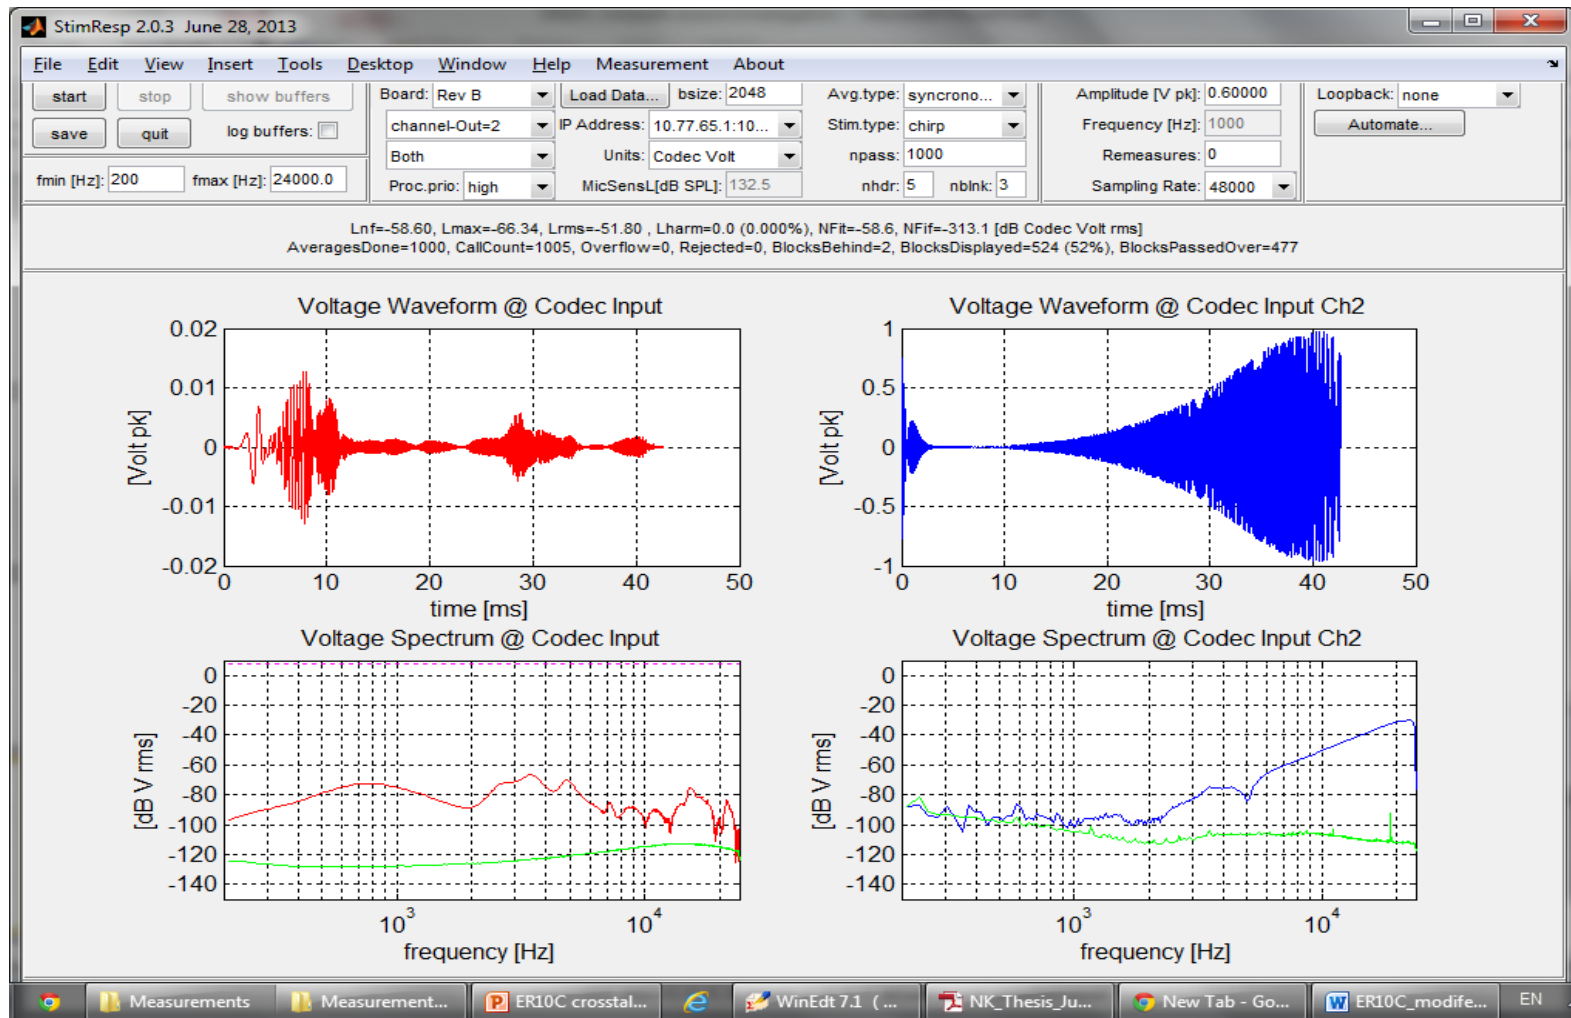 StimResp 2.0.3 June 28, 2013
File Edit View Insert Tools Desktop Window Help Measurement About
start stop show buffers Board: Rev B Load Data... bsize: 2048 Avg.type: syncrono... Amplitude [V pk]: 0.60000 Loopback: none
save quit log buffers: channel-Out=2 IP Address: 10.77.65.1:10... Stim.type: chirp Frequency [Hz]: 1000 Automate...
Both Units: Codec Volt npass: 1000 Remeasures: 0
fmin [Hz]: 200 fmax [Hz]: 24000.0 Proc.prio: high MicSensL[dB SPL]: 132.5 nhdr: 5 nblnk: 3 Sampling Rate: 48000
Lnf=-58.60, Lmax=-66.34, Lrms=-51.80 , Lharm=0.0 (0.000%), NFit=-58.6, NFif=-313.1 [dB Codec Volt rms]
AveragesDone=1000, CallCount=1005, Overflow=0, Rejected=0, BlocksBehind=2, BlocksDisplayed=524 (52%), BlocksPassedOver=477
Voltage Waveform @ Codec Input
0.02
0.01
0
-0.01
-0.02
[Volt pk]
0 10 20 30 40 50
time [ms]
Voltage Waveform @ Codec Input Ch2
1
0.5
0
-0.5
-1
[Volt pk]
0 10 20 30 40 50
time [ms]
Voltage Spectrum @ Codec Input
0
-20
-40
-60
-80
-100
-120
-140
[dB V rms]
10³ 10⁴
frequency [Hz]
Voltage Spectrum @ Codec Input Ch2
0
-20
-40
-60
-80
-100
-120
-140
[dB V rms]
10³ 10⁴
frequency [Hz]
Measurements Measurement... ER10C crosstal... WinEdt 7.1 ( ... NK_Thesis_Ju... New Tab - Go... ER10C_modife... EN